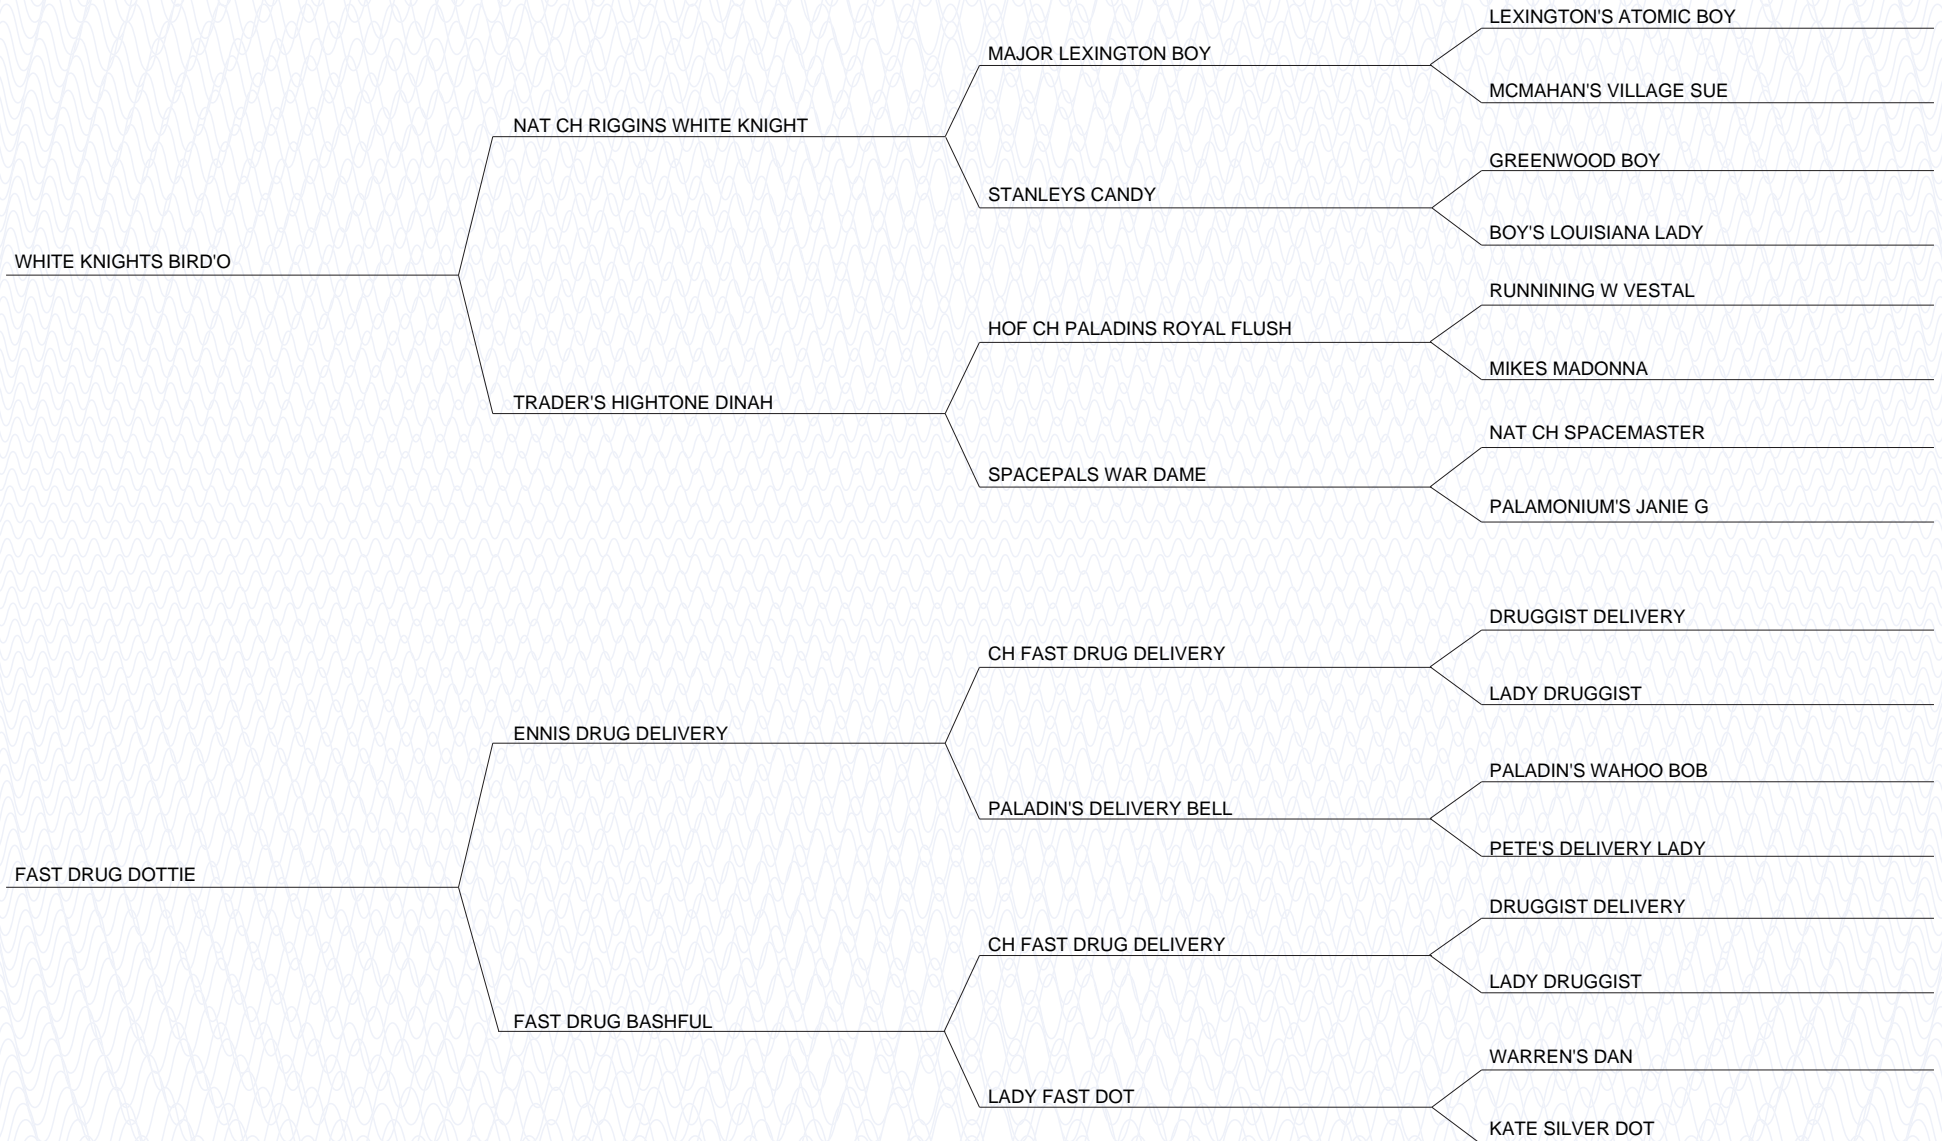 LEXINGTON'S ATOMIC BOY
MAJOR LEXINGTON BOY
MCMAHAN'S VILLAGE SUE
NAT CH RIGGINS WHITE KNIGHT
GREENWOOD BOY
STANLEYS CANDY
BOY'S LOUISIANA LADY
WHITE KNIGHTS BIRD'O
RUNNINING W VESTAL
HOF CH PALADINS ROYAL FLUSH
MIKES MADONNA
TRADER'S HIGHTONE DINAH
NAT CH SPACEMASTER
SPACEPALS WAR DAME
PALAMONIUM'S JANIE G
DRUGGIST DELIVERY
CH FAST DRUG DELIVERY
LADY DRUGGIST
ENNIS DRUG DELIVERY
PALADIN'S WAHOO BOB
PALADIN'S DELIVERY BELL
PETE'S DELIVERY LADY
FAST DRUG DOTTIE
DRUGGIST DELIVERY
CH FAST DRUG DELIVERY
LADY DRUGGIST
FAST DRUG BASHFUL
WARREN'S DAN
LADY FAST DOT
KATE SILVER DOT